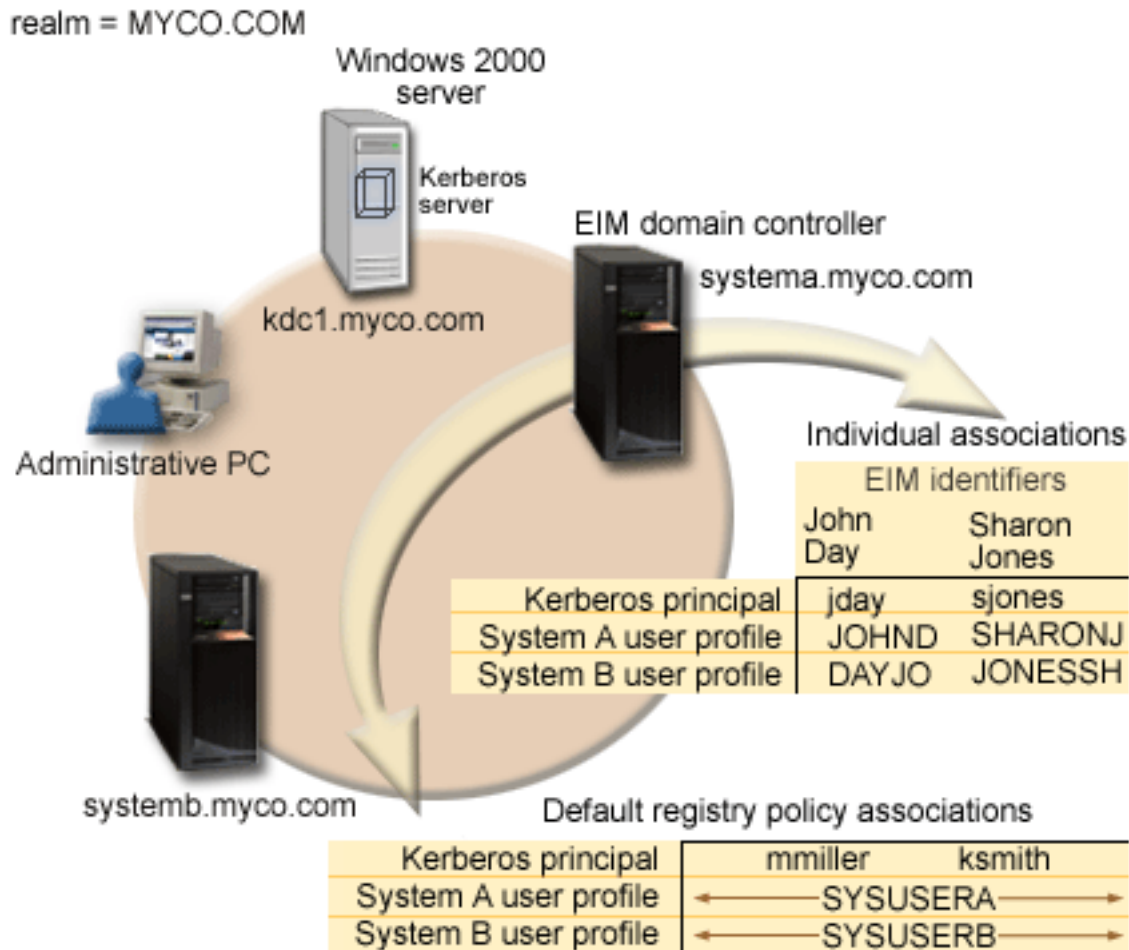 realm = MYCO.COM
Windows 2000
server
Kerberos
server
EIM domain controller
systema.myco.com
kdc1.myco.com
Administrative PC
Individual associations
EIM identifiers
John Sharon
Day Jones
Kerberos principal jday sjones
System A user profile JOHND SHARONJ
System B user profile DAYJO JONESSH
systemb.myco.com
Default registry policy associations
Kerberos principal mmiller ksmith
System A user profile SYSUSERA
System B user profile SYSUSERB